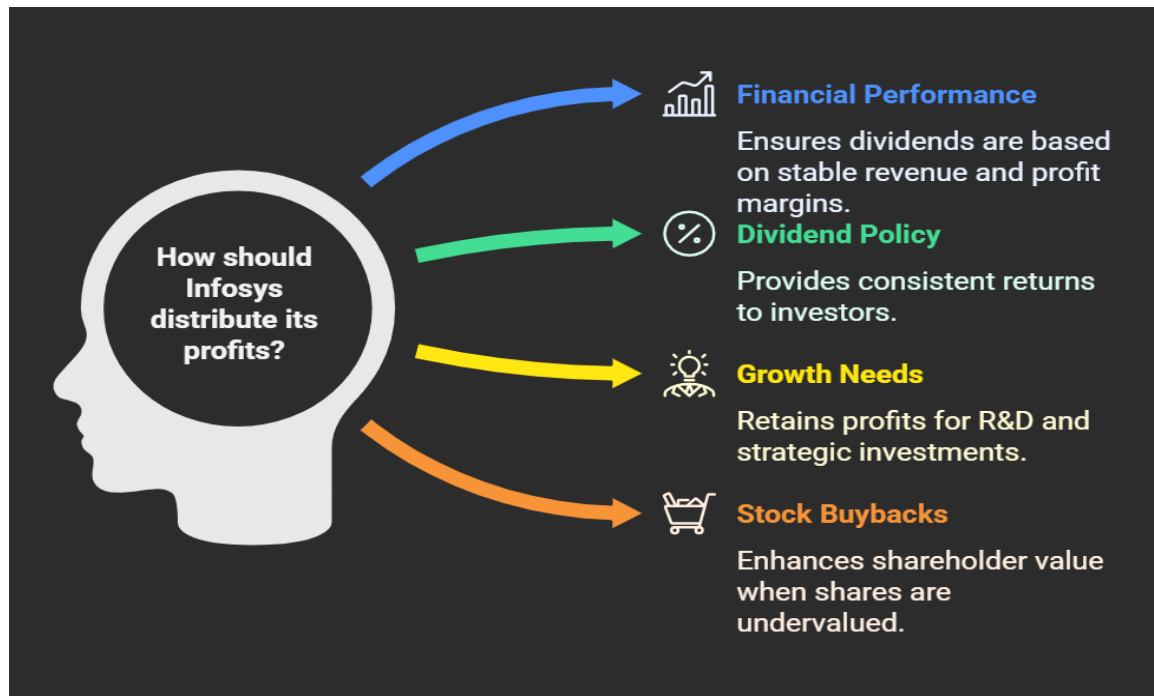 How should
Infosys
distribute its
profits?
Financial Performance
Ensures dividends are based
on stable revenue and profit
margins.
Dividend Policy
Provides consistent returns
to investors.
Growth Needs
Retains profits for R&D and
strategic investments.
Stock Buybacks
Enhances shareholder value
when shares are
undervalued.